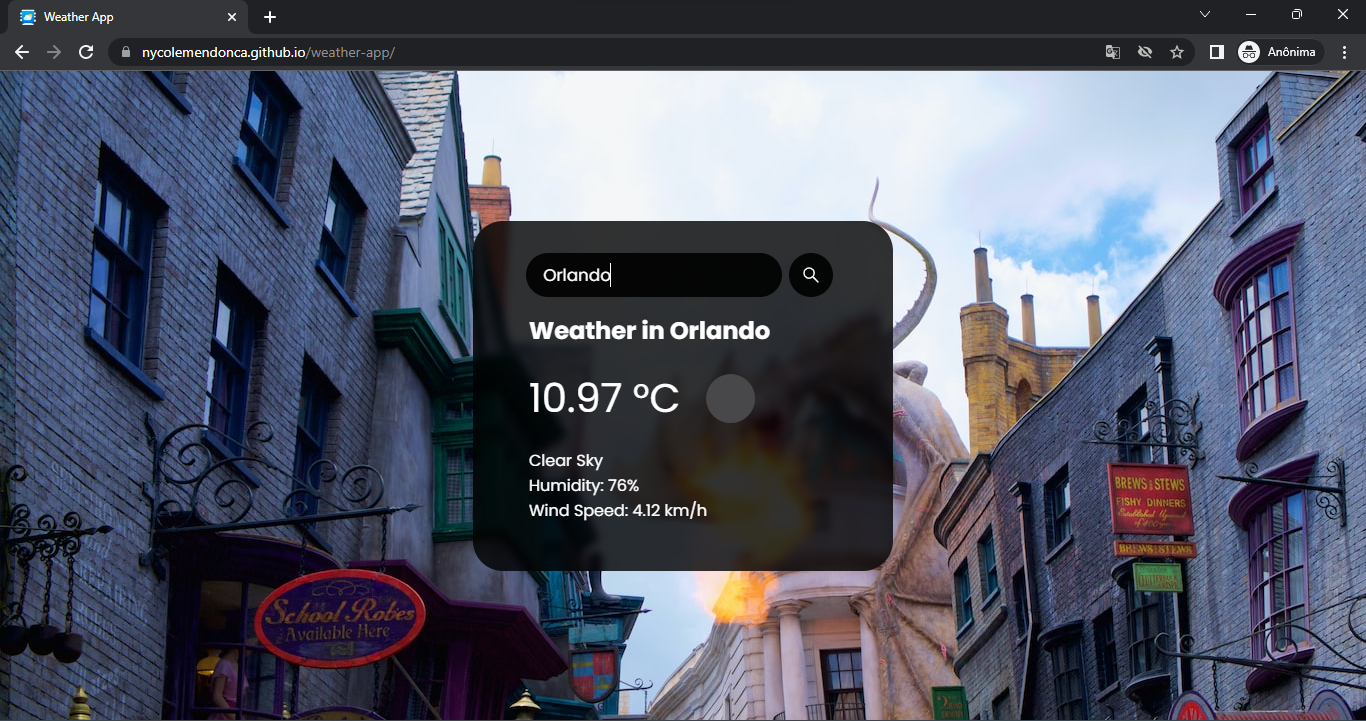 Weather App
nycolemendonca.github.io/weather-app/
Anônima
Orlando
Weather in Orlando
10.97 °C
Clear Sky
Humidity: 76%
Wind Speed: 4.12 km/h
BREWS & STEWS
FISHY DINNERS
Established
BREWS & STEWS
School Robes
Available Here